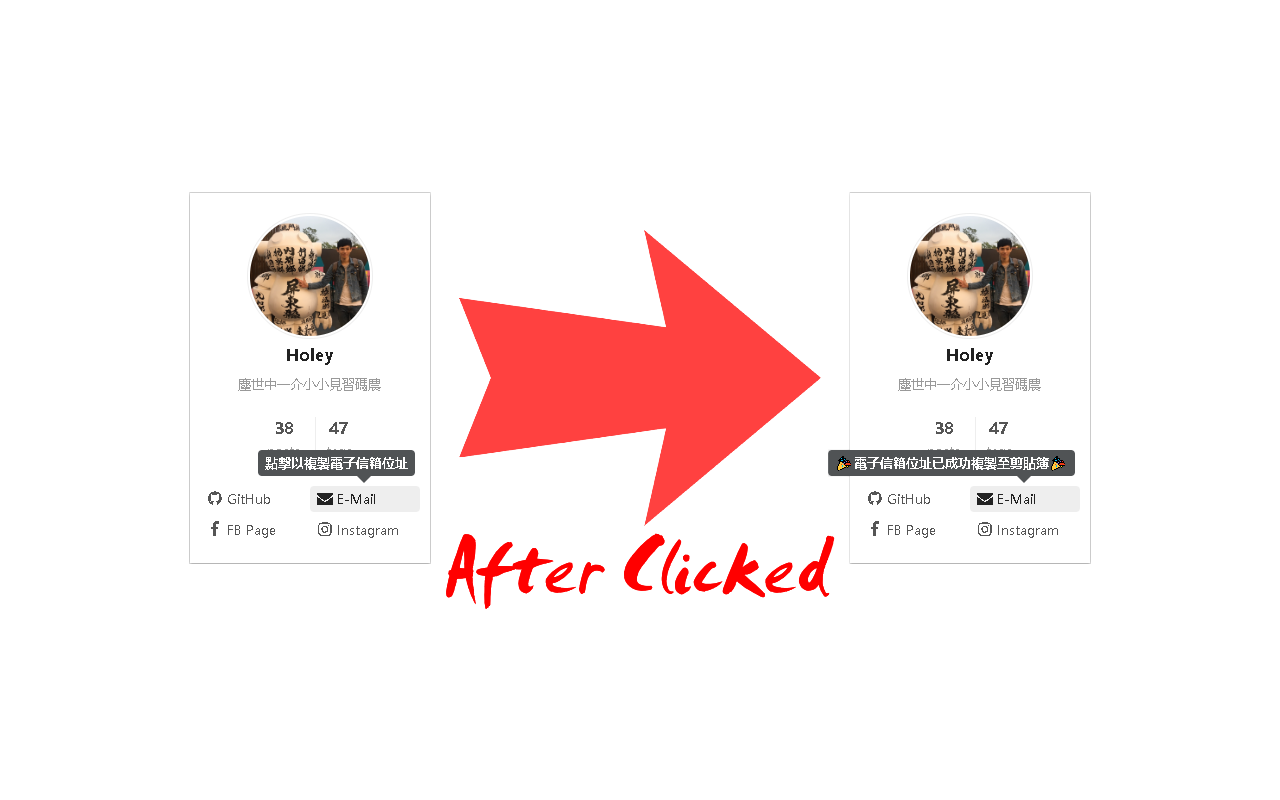 Holey
塵世中一介小小見習碼農
38 47
點擊以複製電子信箱位址
GitHub E-Mail
FB Page Instagram
After Clicked
Holey
塵世中一介小小見習碼農
38 47
🎉電子信箱位址已成功複製至剪貼簿🎉
GitHub E-Mail
FB Page Instagram